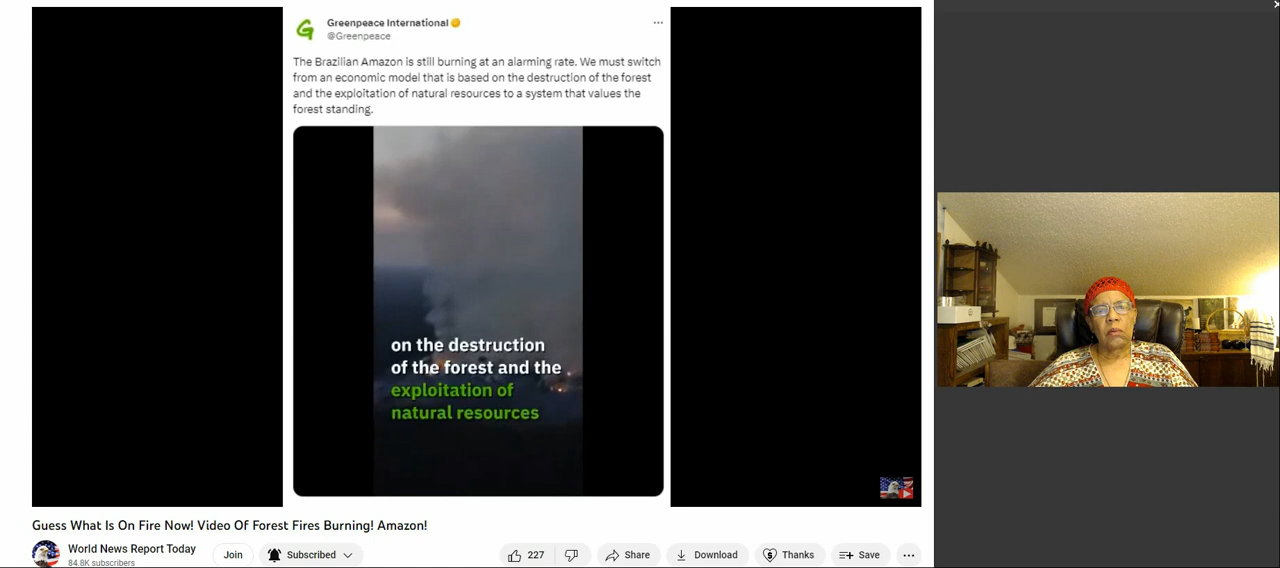 Greenpeace International
@Greenpeace
The Brazilian Amazon is still burning at an alarming rate. We must switch
from an economic model that is based on the destruction of the forest
and the exploitation of natural resources to a system that values the
forest standing.
on the destruction
of the forest and the
exploitation of
natural resources
Guess What Is On Fire Now! Video Of Forest Fires Burning! Amazon!
World News Report Today
84.8K subscribers
Join
Subscribed
227
Share
Download
Thanks
Save